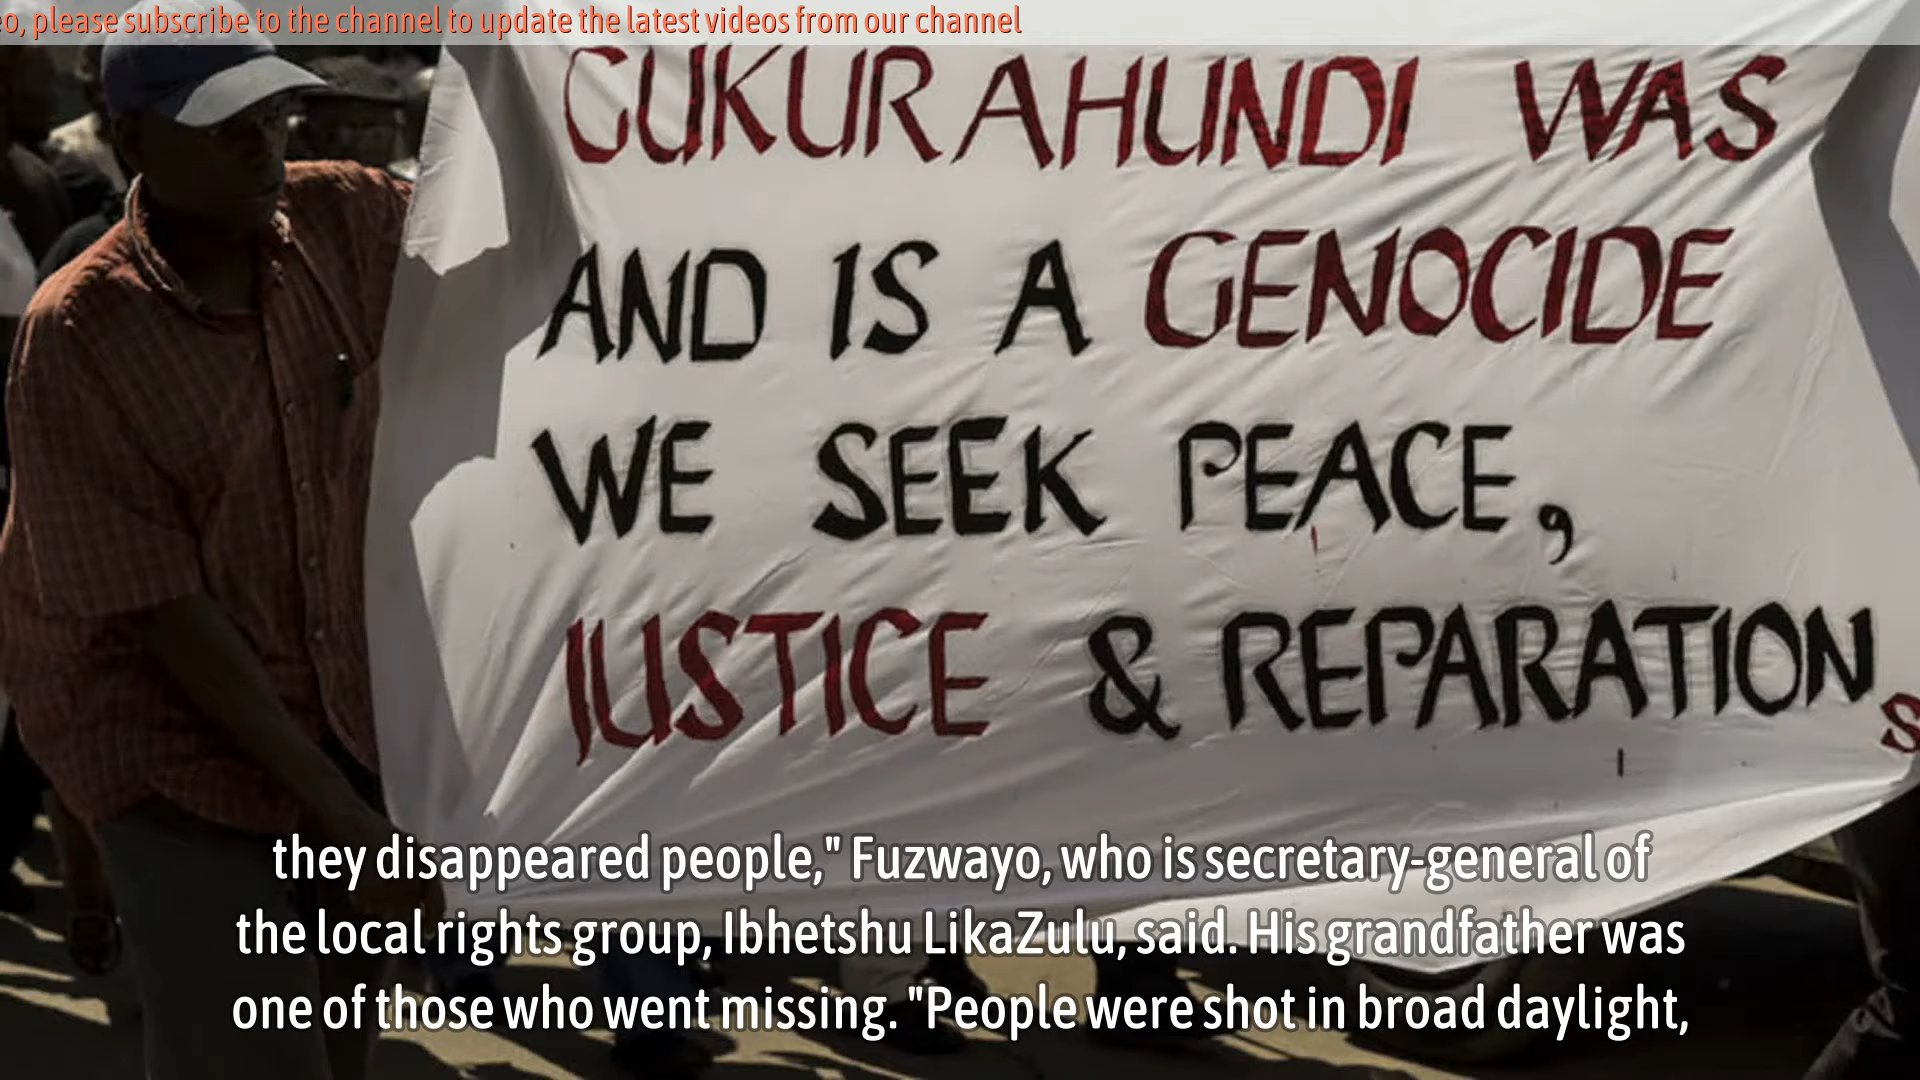 o, please subscribe to the channel to update the latest videos from our channel
GUKURAHUNDI WAS
AND IS A GENOCIDE
WE SEEK PEACE,
JUSTICE & REPARATIONS
they disappeared people," Fuzwayo, who is secretary-general of
the local rights group, Ibhetshu LikaZulu, said. His grandfather was
one of those who went missing. "People were shot in broad daylight,